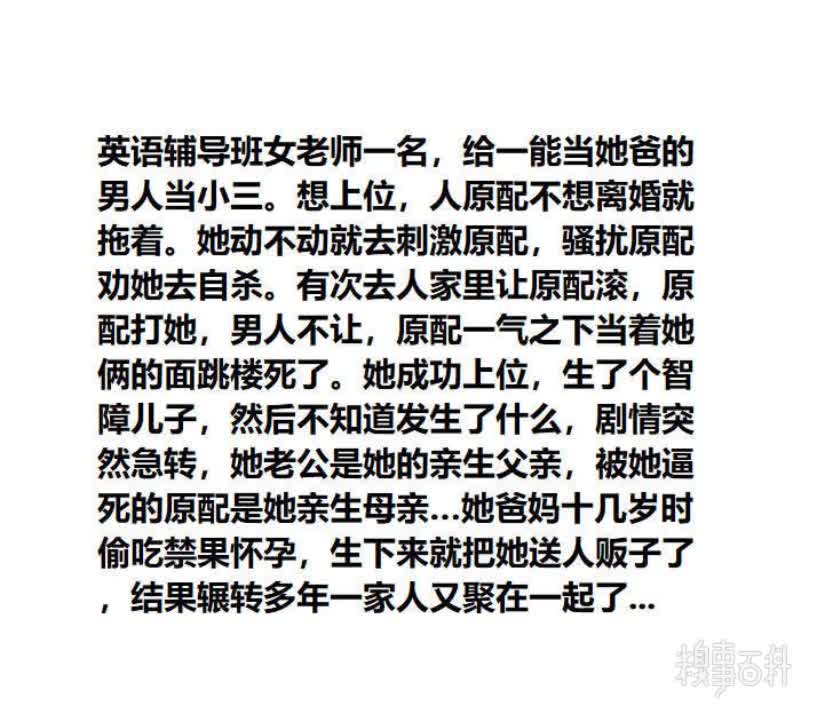 英语辅导班女老师一名，给一能当她爸的
男人当小三。想上位，人原配不想离婚就
拖着。她动不动就去刺激原配，骚扰原配
劝她去自杀。有次去人家里让原配滚，原
配打她，男人不让，原配一气之下当着她
俩的面跳楼死了。她成功上位，生了个智
障儿子，然后不知道发生了什么，剧情突
然急转，她老公是她的亲生父亲，被她逼
死的原配是她亲生母亲...她爸妈十几岁时
偷吃禁果怀孕，生下来就把她送人贩子了
，结果辗转多年一家人又聚在一起了...
糗事百科